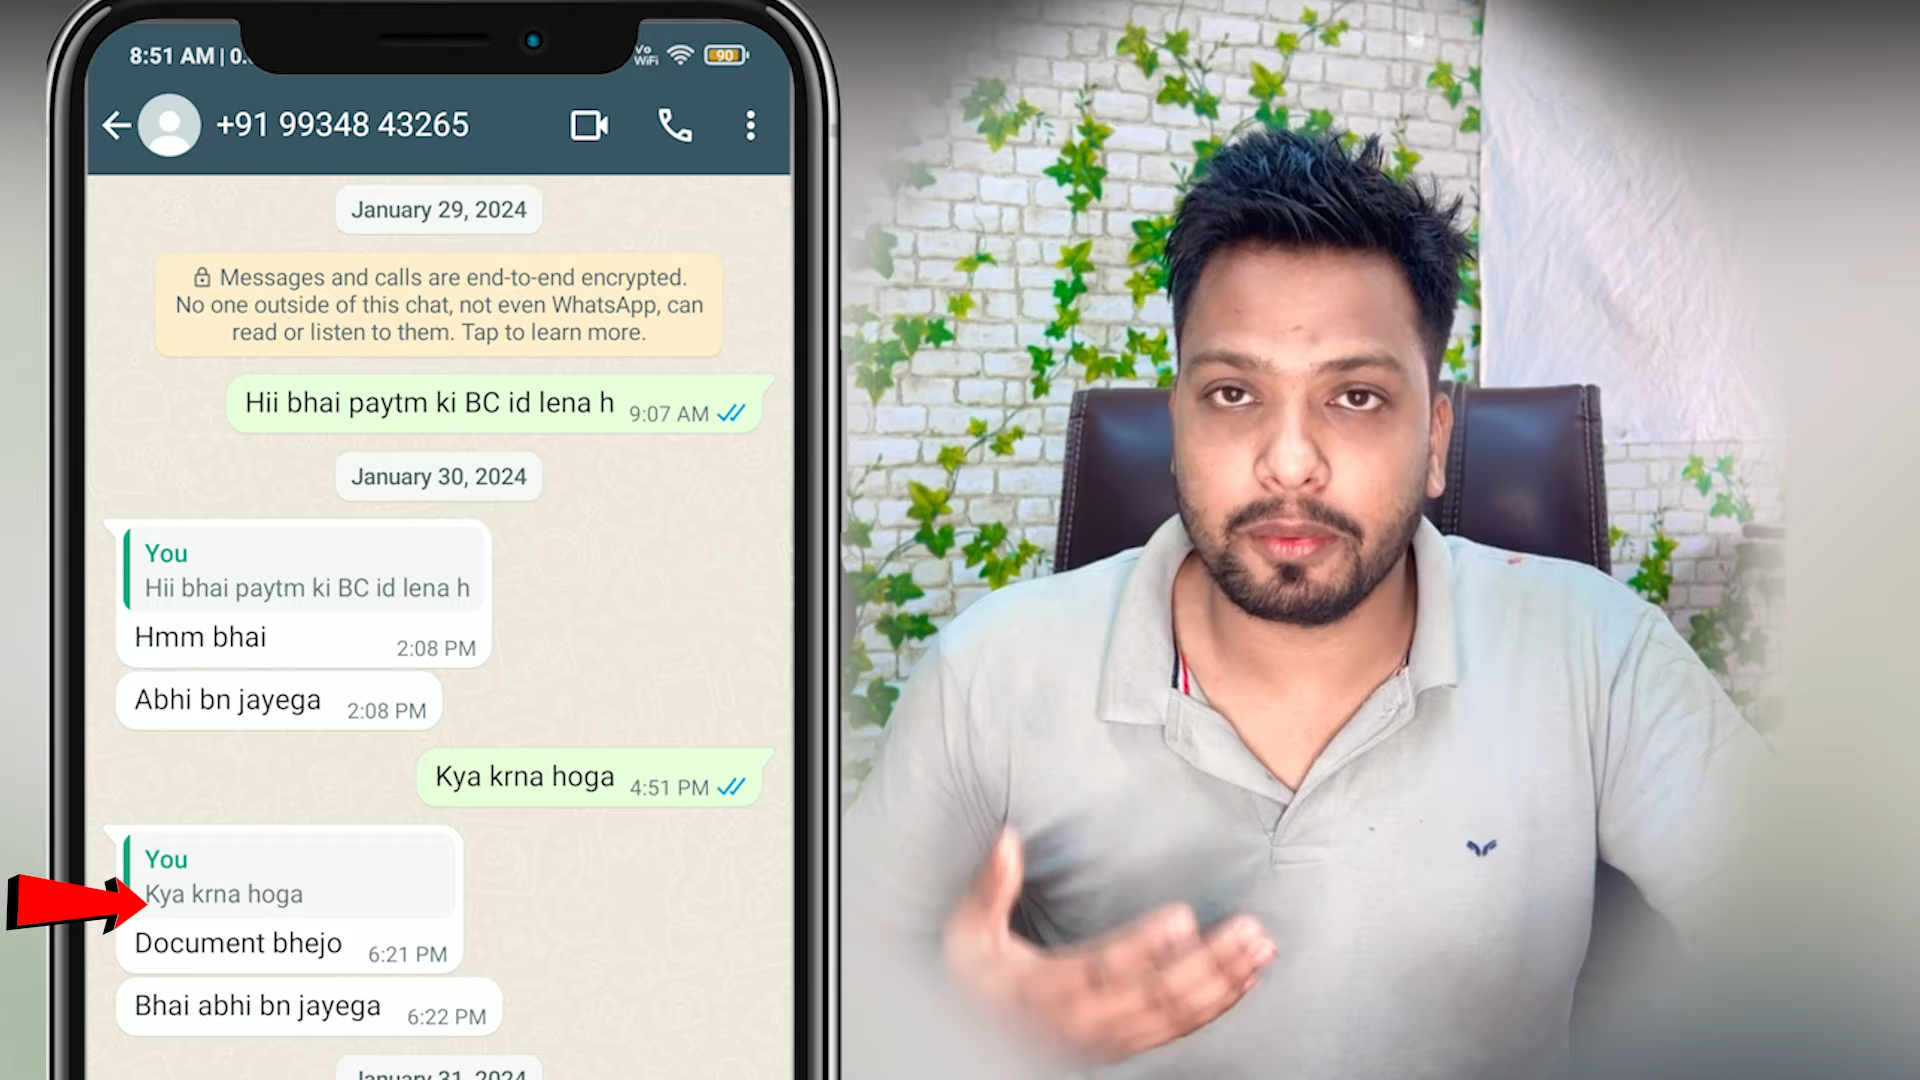 8:51 AM | 0.
Vo
WiFi
90
+91 99348 43265
January 29, 2024
Messages and calls are end-to-end encrypted.
No one outside of this chat, not even WhatsApp, can
read or listen to them. Tap to learn more.
Hii bhai paytm ki BC id lena h 9:07 AM
January 30, 2024
You
Hii bhai paytm ki BC id lena h
Hmm bhai 2:08 PM
Abhi bn jayega 2:08 PM
Kya krna hoga 4:51 PM
You
Kya krna hoga
Document bhejo 6:21 PM
Bhai abhi bn jayega 6:22 PM
January 31, 2024